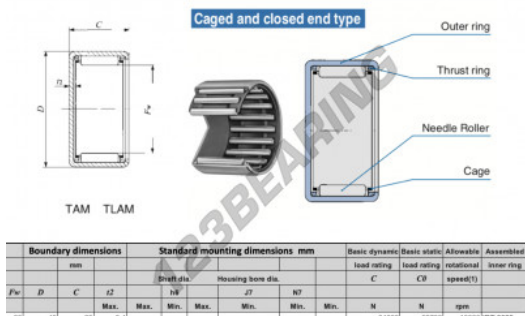 Caged and closed end type
C
t2
D
Fw
Outer ring
Thrust ring
Needle Roller
Cage
TAM TLAM
123BEARING
Boundary dimensions Standard mounting dimensions mm Basic dynamic Basic static Allowable Assembled
mm load rating load rating rotational inner ring
Shaft dia. Housing bore dia. C C0 speed(1)
Fw D C t2 h6 J7 N7
Max. Max. Min. Max. Min. Min. Min. N N rpm